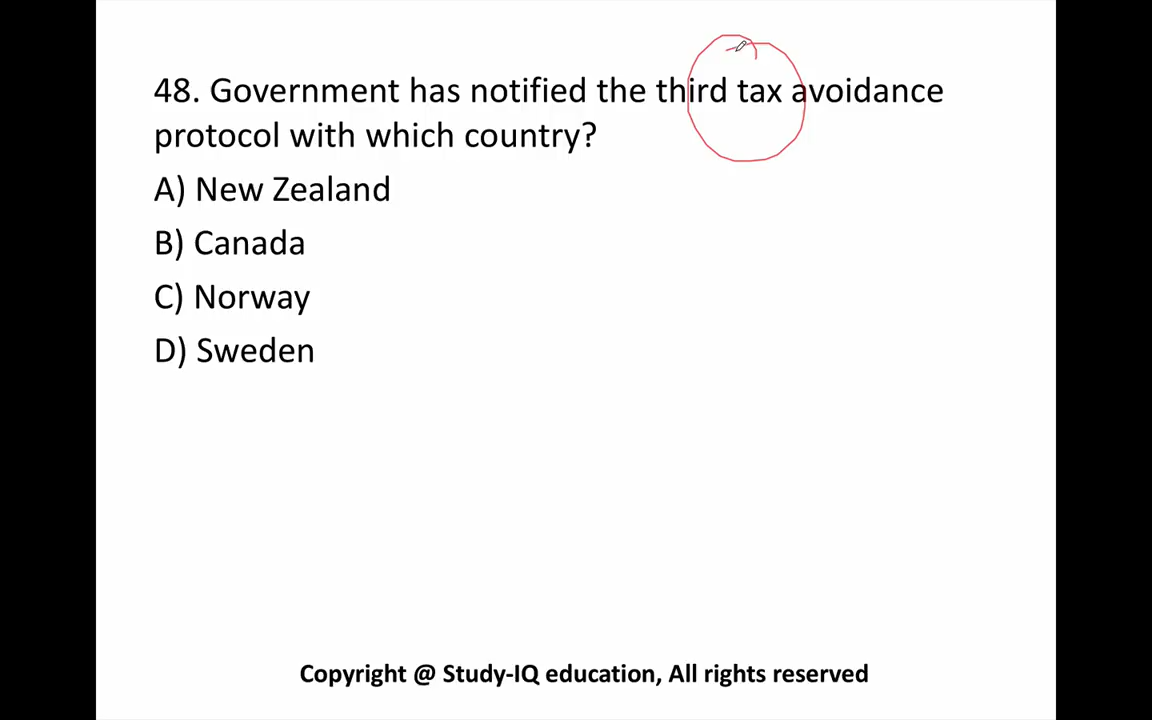 48. Government has notified the third tax avoidance
protocol with which country?
A) New Zealand
B) Canada
C) Norway
D) Sweden
Copyright @ Study-IQ education, All rights reserved